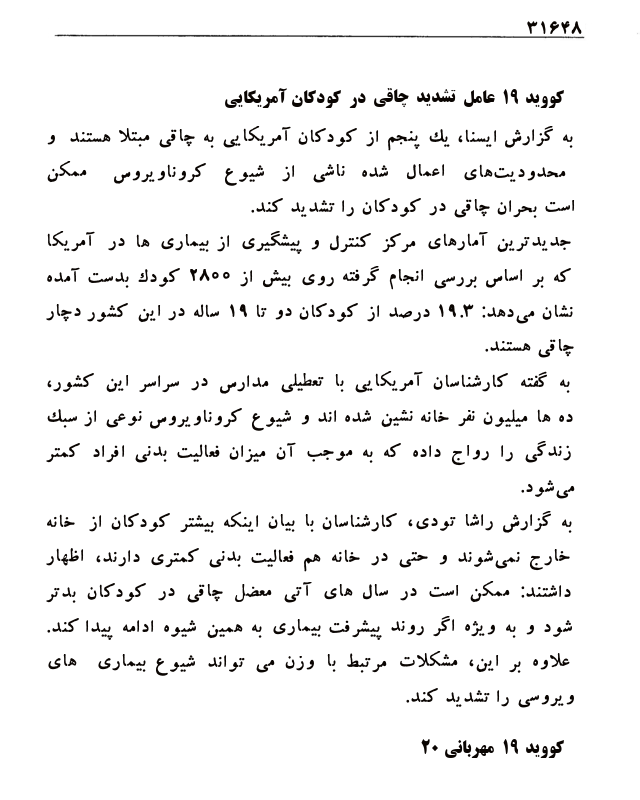 ۳۱۶۴۸
کووید ۱۹ عامل تشدید چاقی در کودکان آمریکایی
به گزارش ایسنا، یك پنجم از کودکان آمریکایی به چاقی مبتلا هستند و
محدودیت‌های اعمال شده ناشی از شیوع کروناویروس ممکن
است بحران چاقی در کودکان را تشدید کند.
جدیدترین آمارهای مرکز کنترل و پیشگیری از بیماری ها در آمریکا
که بر اساس بررسی انجام گرفته روی بیش از ۲۸۰۰ کودك بدست آمده
نشان می‌دهد: ۱۹.۳ درصد از کودکان دو تا ۱۹ ساله در این کشور دچار
چاقی هستند.
به گفته کارشناسان آمریکایی با تعطیلی مدارس در سراسر این کشور،
ده ها میلیون نفر خانه نشین شده اند و شیوع کروناویروس نوعی از سبك
زندگی را رواج داده که به موجب آن میزان فعالیت بدنی افراد کمتر
می‌شود.
به گزارش راشا تودی، کارشناسان با بیان اینکه بیشتر کودکان از خانه
خارج نمی‌شوند و حتی در خانه هم فعالیت بدنی کمتری دارند، اظهار
داشتند: ممکن است در سال های آتی معضل چاقی در کودکان بدتر
شود و به ویژه اگر روند پیشرفت بیماری به همین شیوه ادامه پیدا کند.
علاوه بر این، مشکلات مرتبط با وزن می تواند شیوع بیماری های
ویروسی را تشدید کند.
کووید ۱۹ مهربانی ۲۰